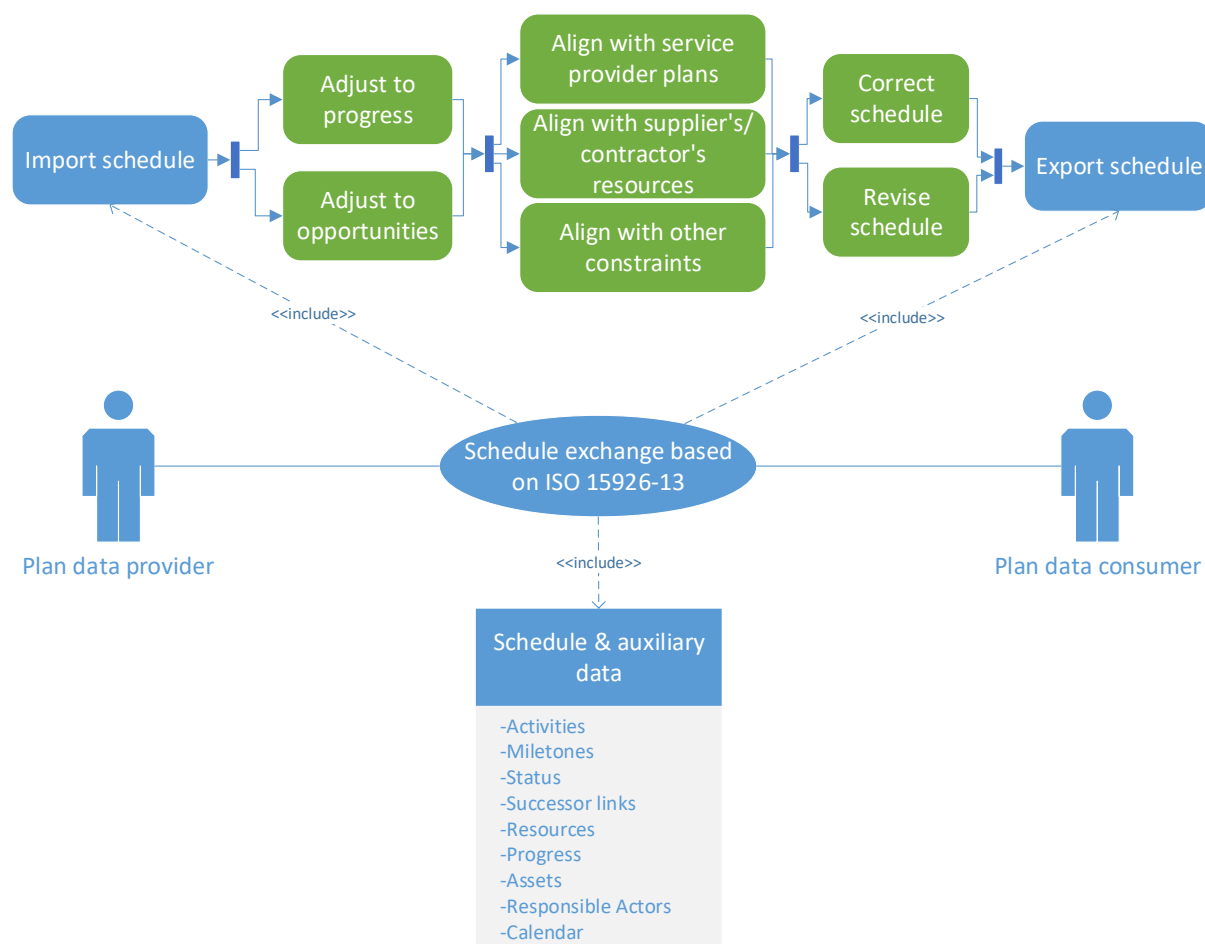 Import schedule
Adjust to
progress
Adjust to
opportunities
Align with service
provider plans
Align with supplier's/
contractor's
resources
Align with other
constraints
Correct
schedule
Revise
schedule
Export schedule
<<include>>
<<include>>
Schedule exchange based
on ISO 15926-13
Plan data provider
Plan data consumer
<<include>>
Schedule & auxiliary
data
-Activities
-Miletones
-Status
-Successor links
-Resources
-Progress
-Assets
-Responsible Actors
-Calendar